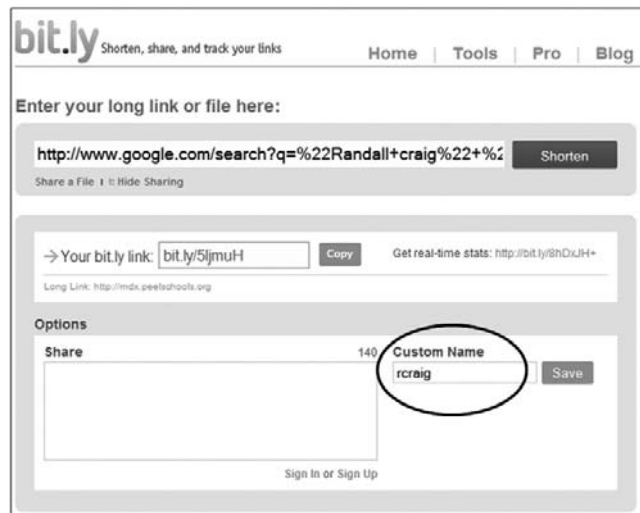 bit.ly Shorten, share, and track your links
Home | Tools | Pro | Blog
Enter your long link or file here:
http://www.google.com/search?q=%22Randall+craig%22+%2
Shorten
Share a File Hide Sharing
Your bit.ly link: bit.ly/5ljmuH Copy Get real-time stats: http://bit.ly/8hDxJH+
Long Link: http://mdx.peelschools.org
Options
Share 140 Custom Name
rcraig Save
Sign In or Sign Up